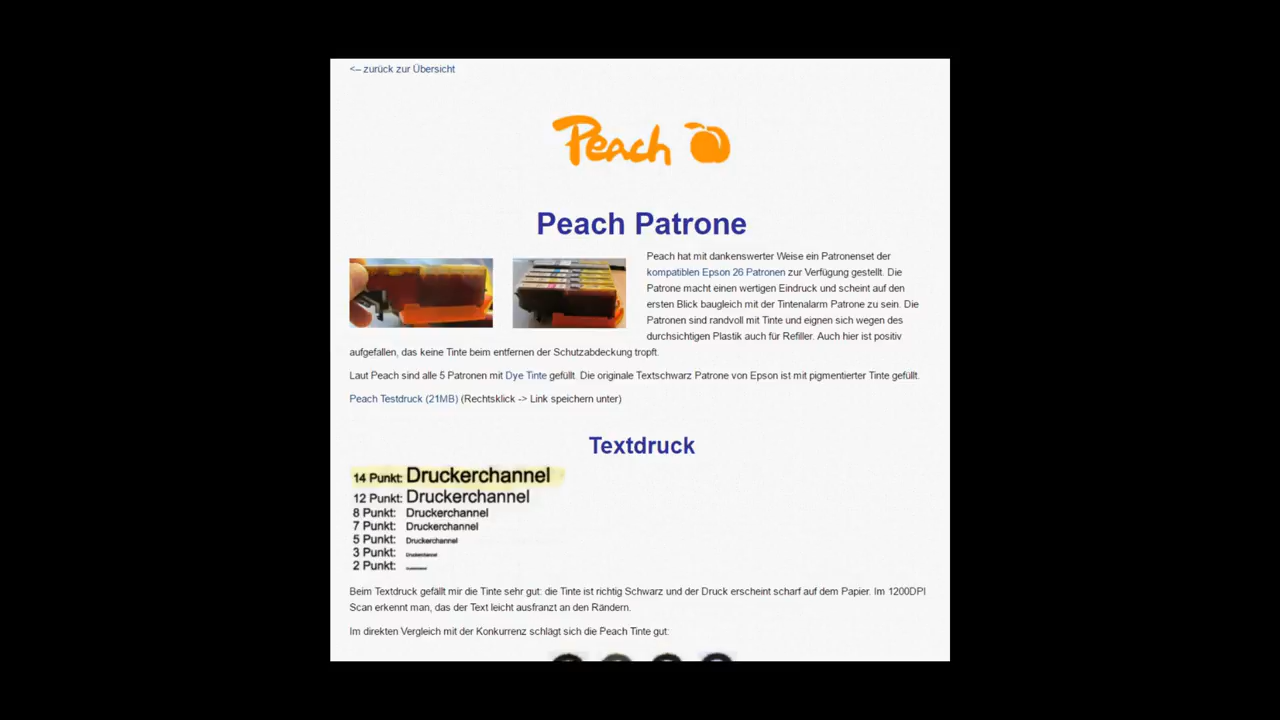 <-- zurück zur Übersicht
Peach
Peach Patrone
Peach hat mit dankenswerter Weise ein Patronenset der
kompatiblen Epson 26 Patronen zur Verfügung gestellt. Die
Patrone macht einen wertigen Eindruck und scheint auf den
ersten Blick baugleich mit der Tintenalarm Patrone zu sein. Die
Patronen sind randvoll mit Tinte und eignen sich wegen des
durchsichtigen Plastik auch für Refiller. Auch hier ist positiv
aufgefallen, das keine Tinte beim entfernen der Schutzabdeckung tropft.
Laut Peach sind alle 5 Patronen mit Dye Tinte gefüllt. Die originale Textschwarz Patrone von Epson ist mit pigmentierter Tinte gefüllt.
Peach Testdruck (21MB) (Rechtsklick -> Link speichern unter)
Textdruck
14 Punkt: Druckerchannel
12 Punkt: Druckerchannel
8 Punkt: Druckerchannel
7 Punkt: Druckerchannel
5 Punkt: Druckerchannel
3 Punkt: Druckerchannel
2 Punkt:
Beim Textdruck gefällt mir die Tinte sehr gut: die Tinte ist richtig Schwarz und der Druck erscheint scharf auf dem Papier. Im 1200DPI
Scan erkennt man, das der Text leicht ausfranzt an den Rändern.
Im direkten Vergleich mit der Konkurrenz schlägt sich die Peach Tinte gut: